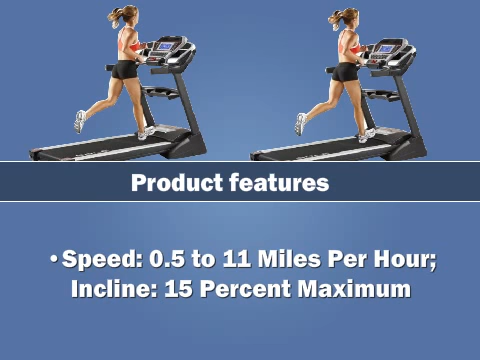 Product features
•Speed: 0.5 to 11 Miles Per Hour;
Incline: 15 Percent Maximum